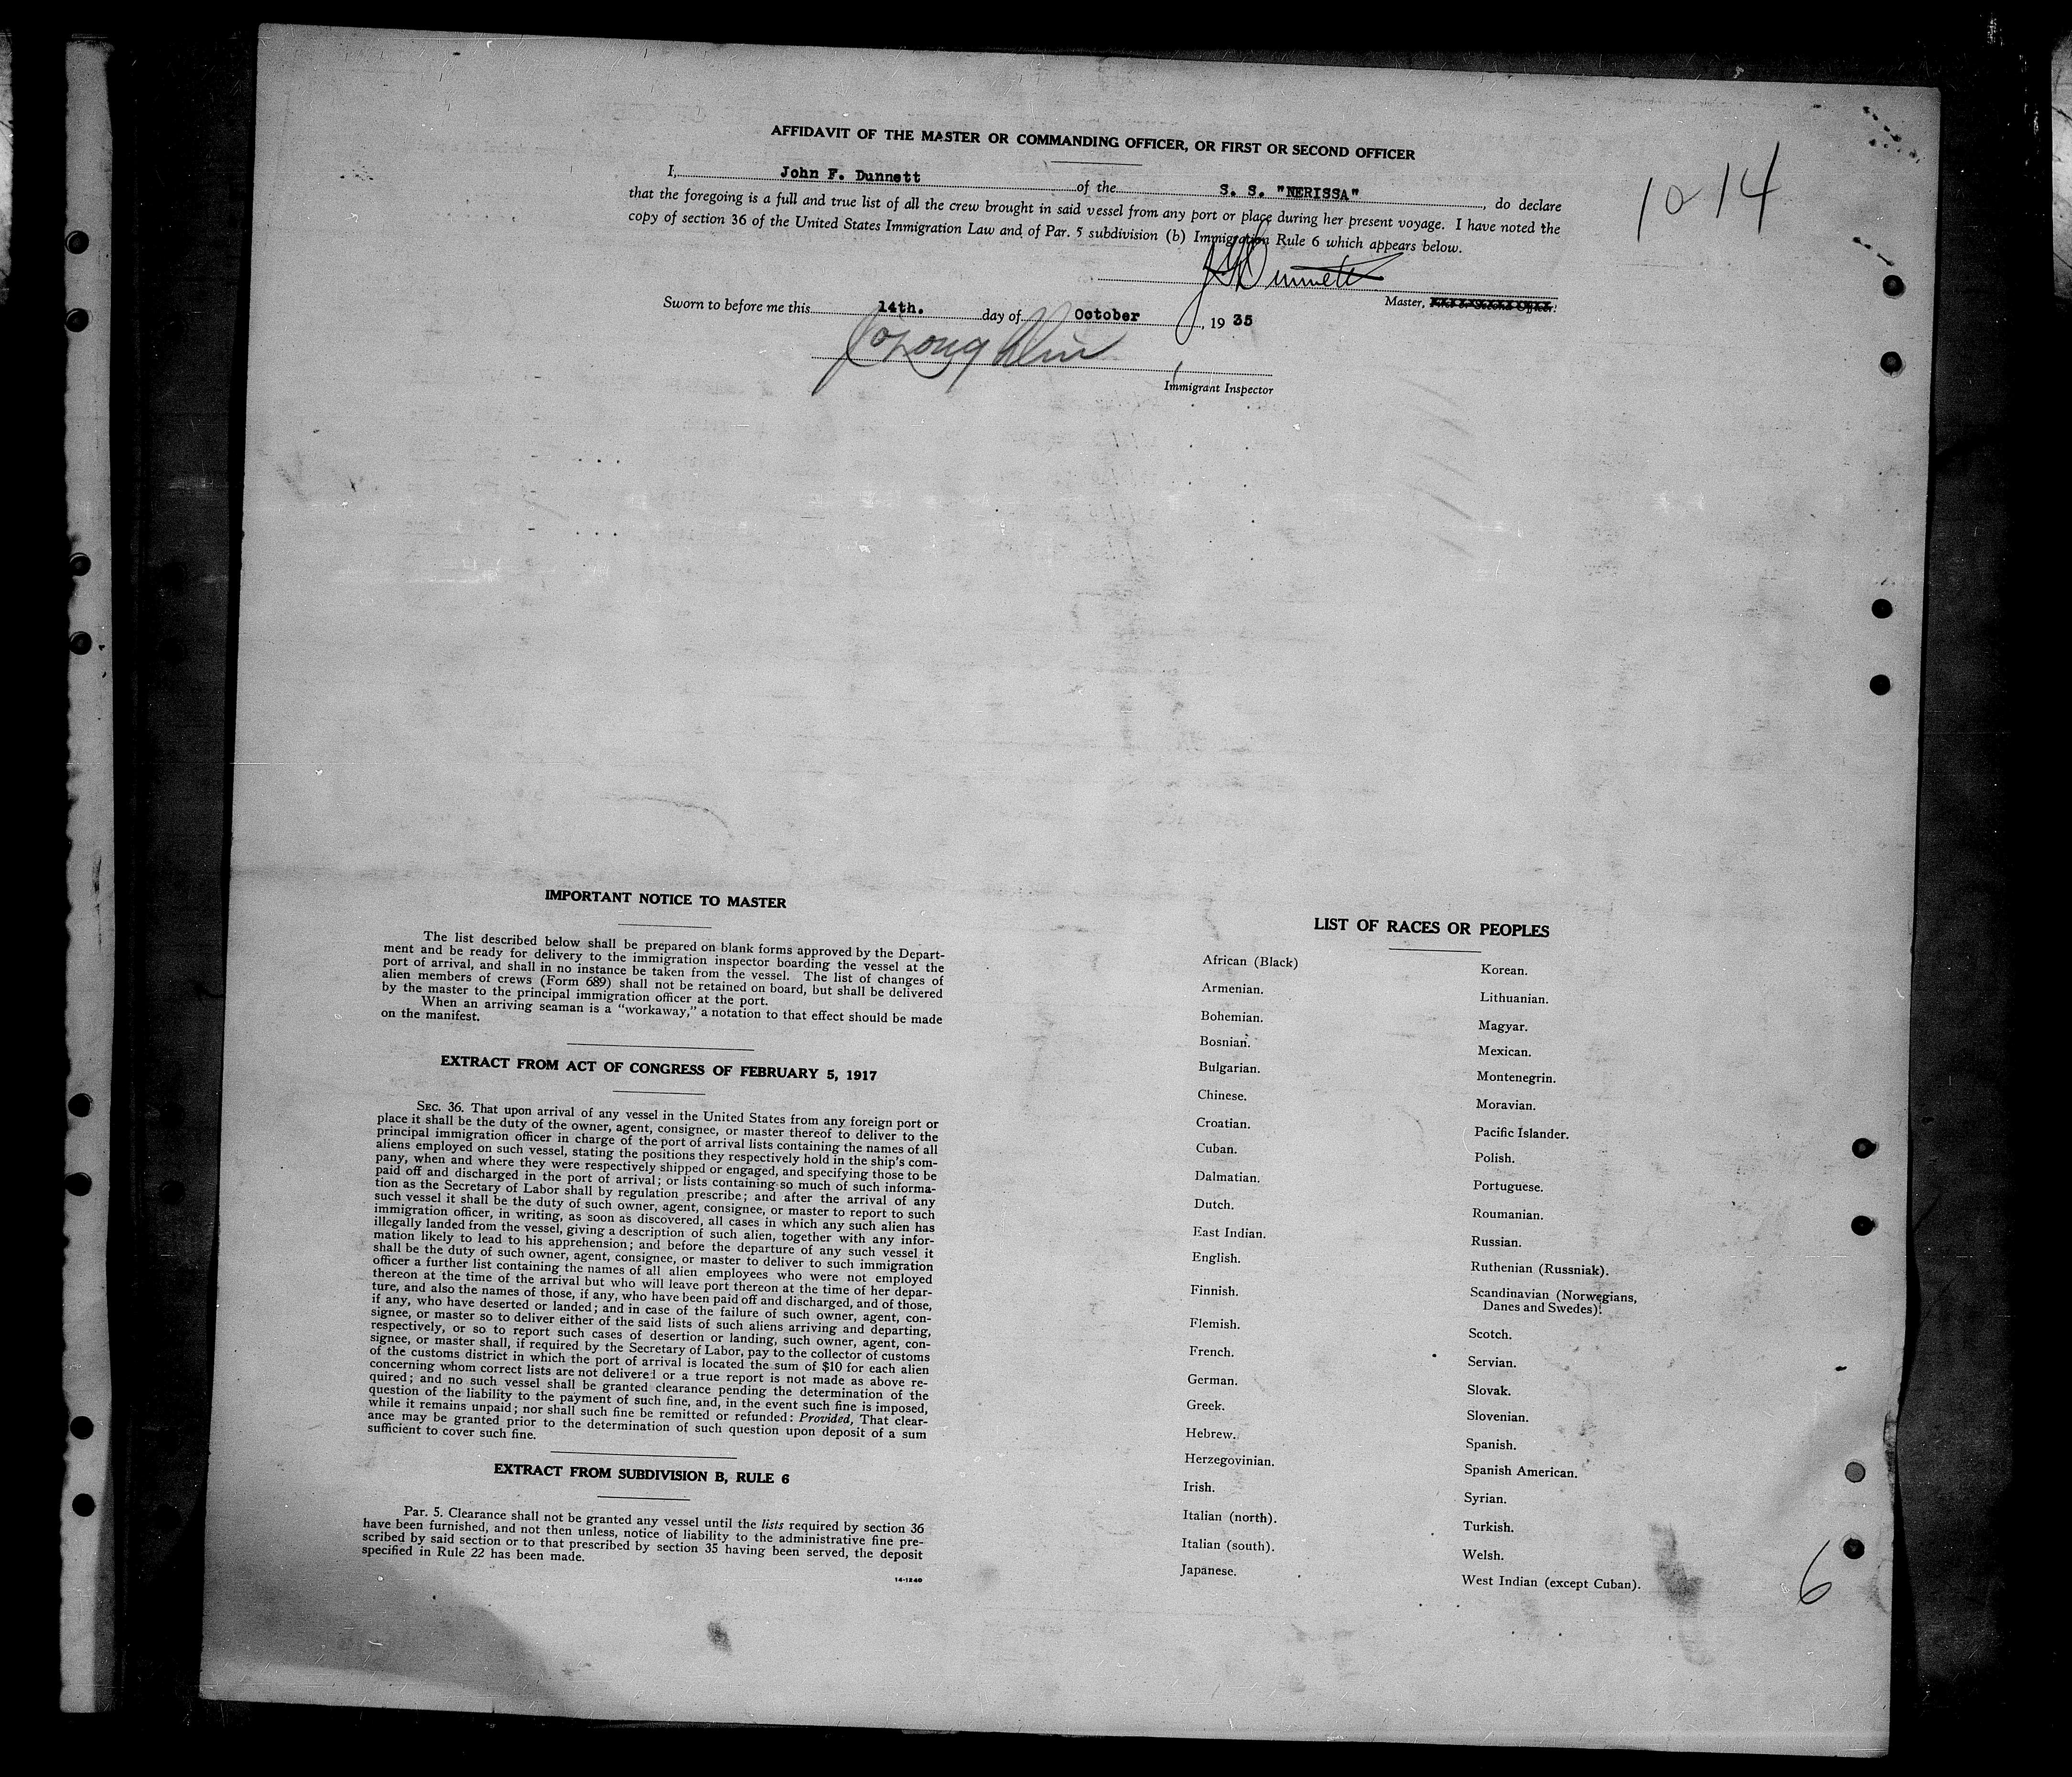 AFFIDAVIT OF THE MASTER OR COMMANDING OFFICER, OR FIRST OR SECOND OFFICER
10 14
I, John F. Dunnett of the S. S. "NERISSA", do declare
that the foregoing is a full and true list of all the crew brought in said vessel from any port or place during her present voyage. I have noted the
copy of section 36 of the United States Immigration Law and of Par. 5 subdivision (b) Immigration Rule 6 which appears below.
J F Dunnett
Master, First or Second Officer.
Sworn to before me this 14th. day of October, 19 35
Immigrant Inspector
IMPORTANT NOTICE TO MASTER
The list described below shall be prepared on blank forms approved by the Depart-
ment and be ready for delivery to the immigration inspector boarding the vessel at the
port of arrival, and shall in no instance be taken from the vessel. The list of changes of
alien members of crews (Form 689) shall not be retained on board, but shall be delivered
by the master to the principal immigration officer at the port.
When an arriving seaman is a "workaway," a notation to that effect should be made
on the manifest.
EXTRACT FROM ACT OF CONGRESS OF FEBRUARY 5, 1917
SEC. 36. That upon arrival of any vessel in the United States from any foreign port or
place it shall be the duty of the owner, agent, consignee, or master thereof to deliver to the
principal immigration officer in charge of the port of arrival lists containing the names of all
aliens employed on such vessel, stating the positions they respectively hold in the ship's com-
pany, when and where they were respectively shipped or engaged, and specifying those to be
paid off and discharged in the port of arrival; or lists containing so much of such informa-
tion as the Secretary of Labor shall by regulation prescribe; and after the arrival of any
such vessel it shall be the duty of such owner, agent, consignee, or master to report to such
immigration officer, in writing, as soon as discovered, all cases in which any such alien has
illegally landed from the vessel, giving a description of such alien, together with any infor-
mation likely to lead to his apprehension; and before the departure of any such vessel it
shall be the duty of such owner, agent, consignee, or master to deliver to such immigration
officer a further list containing the names of all alien employees who were not employed
thereon at the time of the arrival but who will leave port thereon at the time of her depar-
ture, and also the names of those, if any, who have been paid off and discharged, and of those,
if any, who have deserted or landed; and in case of the failure of such owner, agent, con-
signee, or master so to deliver either of the said lists of such aliens arriving and departing,
respectively, or so to report such cases of desertion or landing, such owner, agent, con-
signee, or master shall, if required by the Secretary of Labor, pay to the collector of customs
of the customs district in which the port of arrival is located the sum of $10 for each alien
concerning whom correct lists are not delivered or a true report is not made as above re-
quired; and no such vessel shall be granted clearance pending the determination of the
question of the liability to the payment of such fine, and, in the event such fine is imposed,
while it remains unpaid; nor shall such fine be remitted or refunded: Provided, That clear-
ance may be granted prior to the determination of such question upon deposit of a sum
sufficient to cover such fine.
EXTRACT FROM SUBDIVISION B, RULE 6
Par. 5. Clearance shall not be granted any vessel until the lists required by section 36
have been furnished, and not then unless, notice of liability to the administrative fine pre-
scribed by said section or to that prescribed by section 35 having been served, the deposit
specified in Rule 22 has been made.
14-1240
LIST OF RACES OR PEOPLES
African (Black)
Armenian.
Bohemian.
Bosnian.
Bulgarian.
Chinese.
Croatian.
Cuban.
Dalmatian.
Dutch.
East Indian.
English.
Finnish.
Flemish.
French.
German.
Greek.
Hebrew.
Herzegovinian.
Irish.
Italian (north).
Italian (south).
Japanese.
Korean.
Lithuanian.
Magyar.
Mexican.
Montenegrin.
Moravian.
Pacific Islander.
Polish.
Portuguese.
Roumanian.
Russian.
Ruthenian (Russniak).
Scandinavian (Norwegians,
Danes and Swedes).
Scotch.
Servian.
Slovak.
Slovenian.
Spanish.
Spanish American.
Syrian.
Turkish.
Welsh.
West Indian (except Cuban).
6